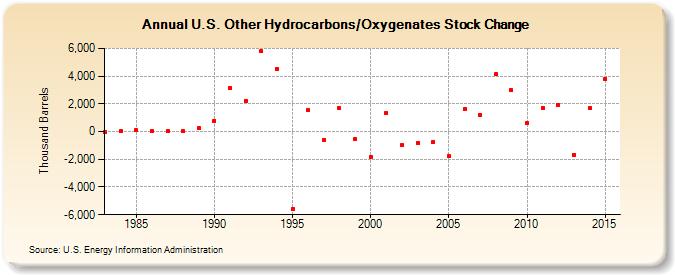 Annual U.S. Other Hydrocarbons/Oxygenates Stock Change
Thousand Barrels
6,000
4,000
2,000
0
-2,000
-4,000
-6,000
1985 1990 1995 2000 2005 2010 2015
Source: U.S. Energy Information Administration